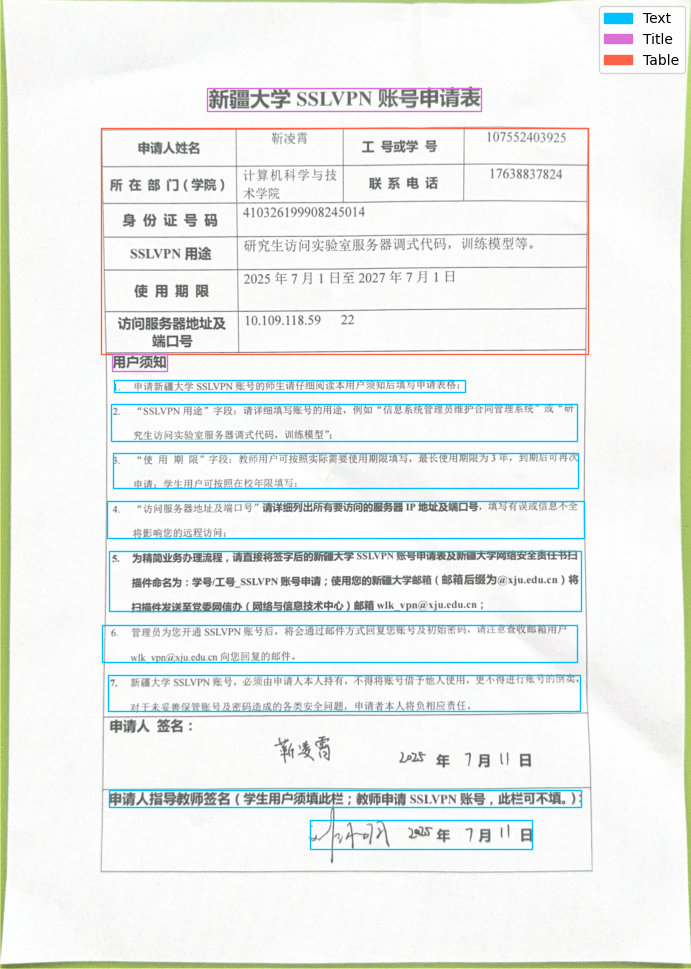 Text
Title
Table
新疆大学 SSLVPN 账号申请表
申请人姓名 靳凌霄 工 号或学 号 107552403925
所 在 部 门（学院） 计算机科学与技术学院 联 系 电 话 17638837824
身 份 证 号 码 410326199908245014
SSLVPN 用途 研究生访问实验室服务器调式代码，训练模型等。
使 用 期 限 2025 年 7 月 1 日至 2027 年 7 月 1 日
访问服务器地址及端口号 10.109.118.59 22
用户须知
1. 申请新疆大学 SSLVPN 账号的师生请仔细阅读本用户须知后填写申请表格；
2. “SSLVPN 用途”字段：请详细填写账号的用途，例如“信息系统管理员维护合同管理系统”或“研
究生访问实验室服务器调式代码，训练模型”；
3. “使 用 期 限”字段：教师用户可按照实际需要使用期限填写，最长使用期限为 3 年，到期后可再次
申请；学生用户可按照在校年限填写；
4. “访问服务器地址及端口号”请详细列出所有要访问的服务器 IP 地址及端口号，填写有误或信息不全
将影响您的远程访问；
5. 为精简业务办理流程，请直接将签字后的新疆大学 SSLVPN 账号申请表及新疆大学网络安全责任书扫
描件命名为：学号/工号_SSLVPN 账号申请；使用您的新疆大学邮箱（邮箱后缀为@xju.edu.cn）将
扫描件发送至党委网信办（网络与信息技术中心）邮箱 wlk_vpn@xju.edu.cn；
6. 管理员为您开通 SSLVPN 账号后，将会通过邮件方式回复您账号及初始密码，请注意查收邮箱用户
wlk_vpn@xju.edu.cn 向您回复的邮件。
7. 新疆大学 SSLVPN 账号，必须由申请人本人持有，不得将账号借予他人使用，更不得进行账号的倒卖，
对于未妥善保管账号及密码造成的各类安全问题，申请者本人将负相应责任。
申请人 签名：
靳凌霄 2025 年 7 月 11 日
申请人指导教师签名（学生用户须填此栏；教师申请 SSLVPN 账号，此栏可不填。）：
2025 年 7 月 11 日